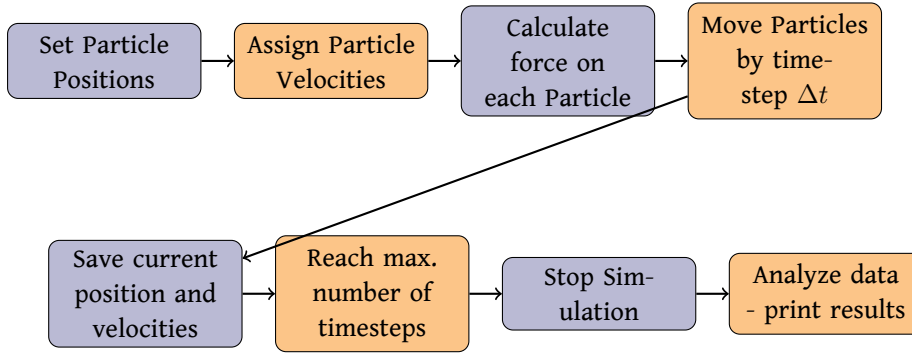 Set Particle
Positions
Assign Particle
Velocities
Calculate
force on
each Particle
Move Particles
by time-
step Δt
Save current
position and
velocities
Reach max.
number of
timesteps
Stop Sim-
ulation
Analyze data
- print results